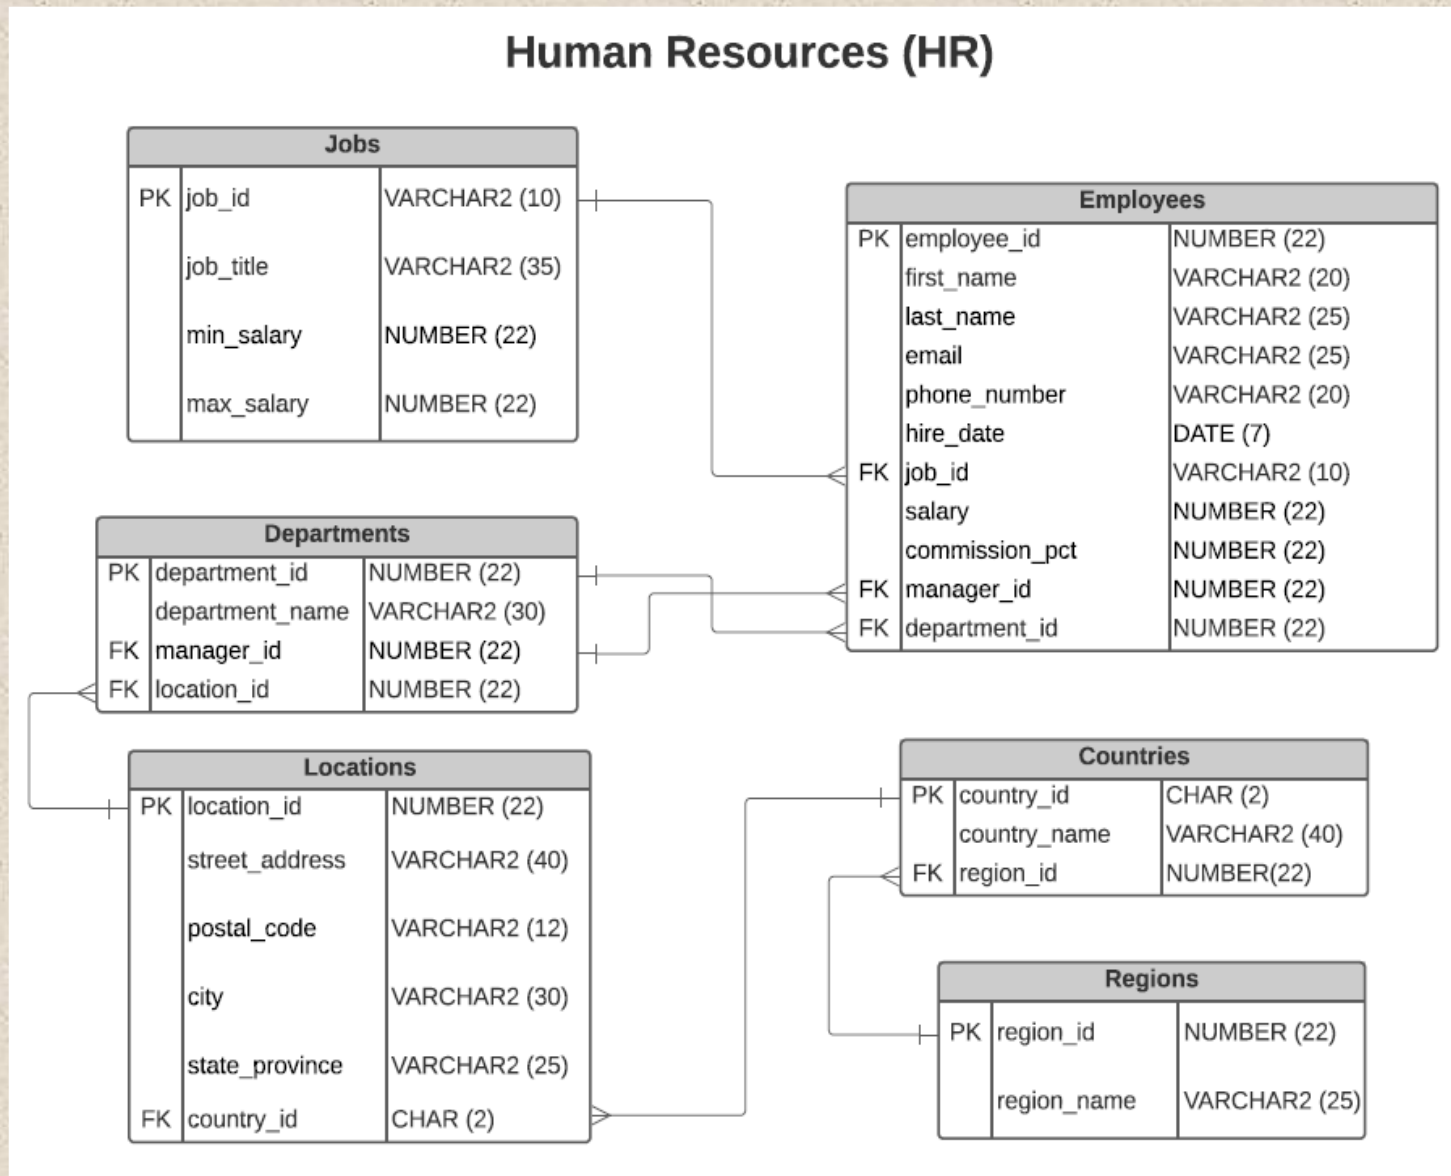 Human Resources (HR)
Jobs
PK job_id VARCHAR2 (10)
job_title VARCHAR2 (35)
min_salary NUMBER (22)
max_salary NUMBER (22)
Employees
PK employee_id NUMBER (22)
first_name VARCHAR2 (20)
last_name VARCHAR2 (25)
email VARCHAR2 (25)
phone_number VARCHAR2 (20)
hire_date DATE (7)
FK job_id VARCHAR2 (10)
salary NUMBER (22)
commission_pct NUMBER (22)
FK manager_id NUMBER (22)
FK department_id NUMBER (22)
Departments
PK department_id NUMBER (22)
department_name VARCHAR2 (30)
FK manager_id NUMBER (22)
FK location_id NUMBER (22)
Locations
PK location_id NUMBER (22)
street_address VARCHAR2 (40)
postal_code VARCHAR2 (12)
city VARCHAR2 (30)
state_province VARCHAR2 (25)
FK country_id CHAR (2)
Countries
PK country_id CHAR (2)
country_name VARCHAR2 (40)
FK region_id NUMBER(22)
Regions
PK region_id NUMBER (22)
region_name VARCHAR2 (25)